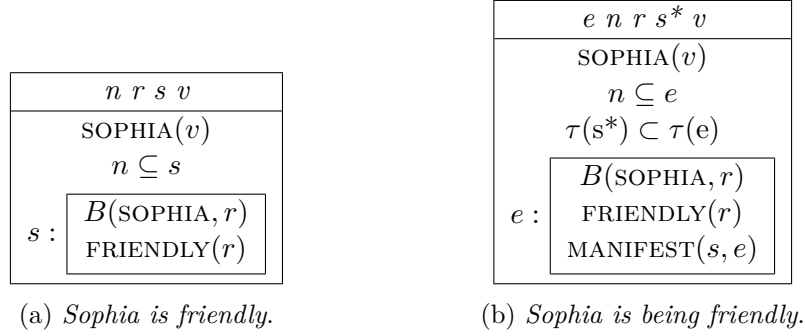 n r s v
SOPHIA(v)
n ⊆ s
s :
B(SOPHIA, r)
FRIENDLY(r)
(a) Sophia is friendly.
e n r s* v
SOPHIA(v)
n ⊆ e
τ(s*) ⊂ τ(e)
e :
B(SOPHIA, r)
FRIENDLY(r)
MANIFEST(s, e)
(b) Sophia is being friendly.